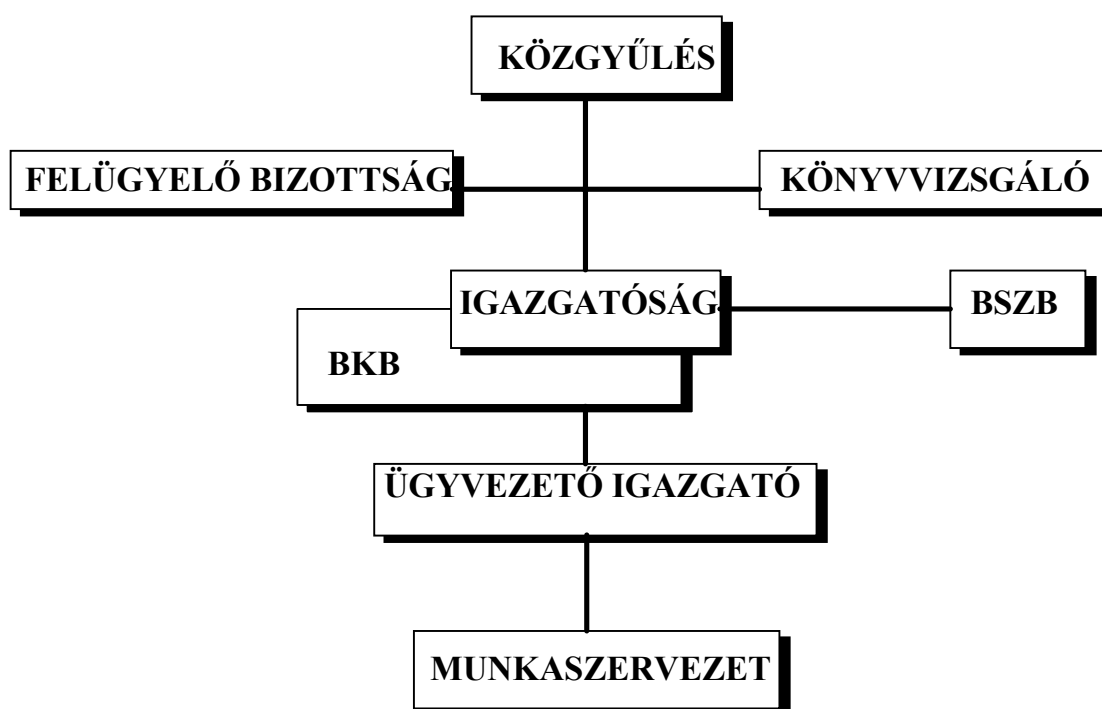 KÖZGYŰLÉS
FELÜGYELŐ BIZOTTSÁG
KÖNYVVIZSGÁLÓ
IGAZGATÓSÁG
BSZB
BKB
ÜGYVEZETŐ IGAZGATÓ
MUNKASZERVEZET